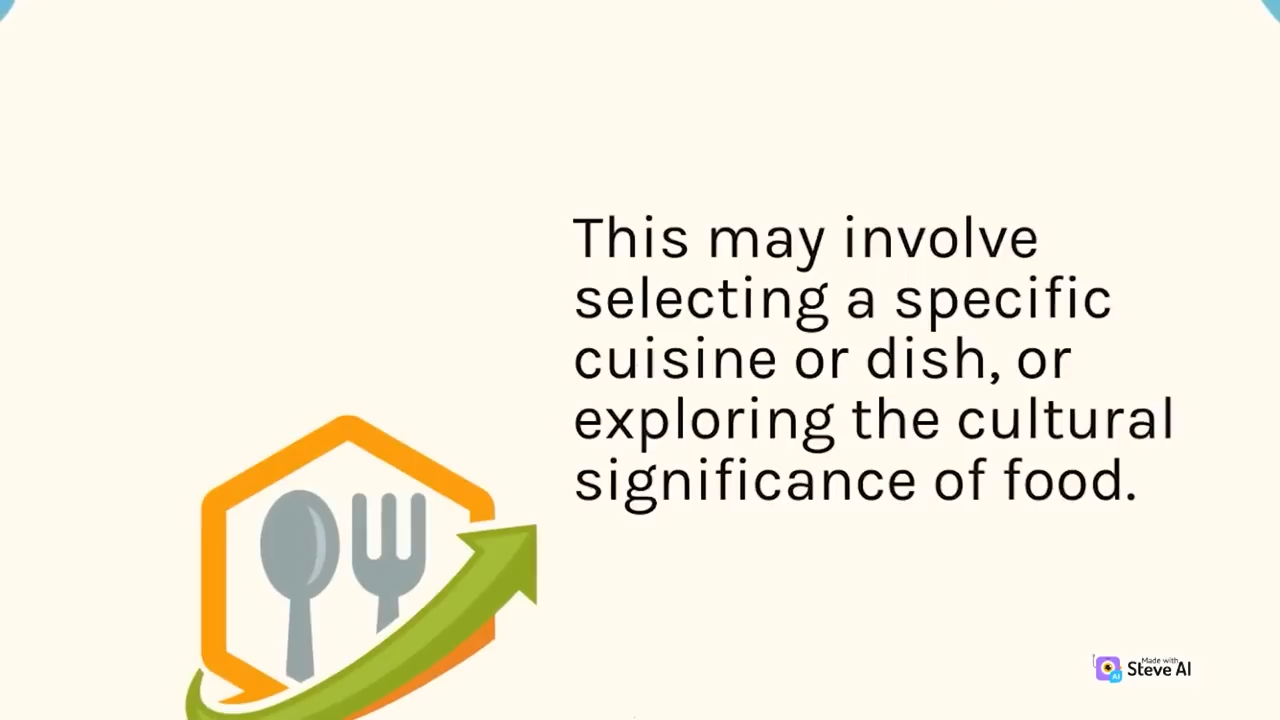 This may involve
selecting a specific
cuisine or dish, or
exploring the cultural
significance of food.
Made with
Steve AI
AI